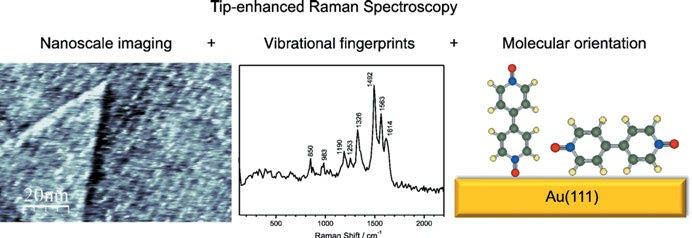 Tip-enhanced Raman Spectroscopy
Nanoscale imaging + Vibrational fingerprints + Molecular orientation
20nm
850
983
1190
1253
1326
1492
1563
1614
500 1000 1500 2000
Raman Shift / cm⁻¹
Au(111)